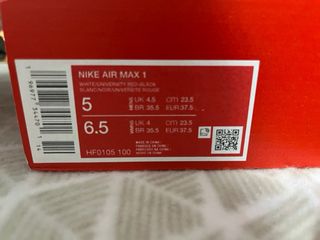 NIKE AIR MAX 1
WHITE/UNIVERSITY RED-BLACK
BLANC/NOIR/UNIVERSITE ROUGE
5 UK 4.5 CM 23.5
BR 35.5 EUR 37.5
6.5 UK 4 CM 23.5
BR 35.5 EUR 37.5
HF0105 100
MADE IN CHINA